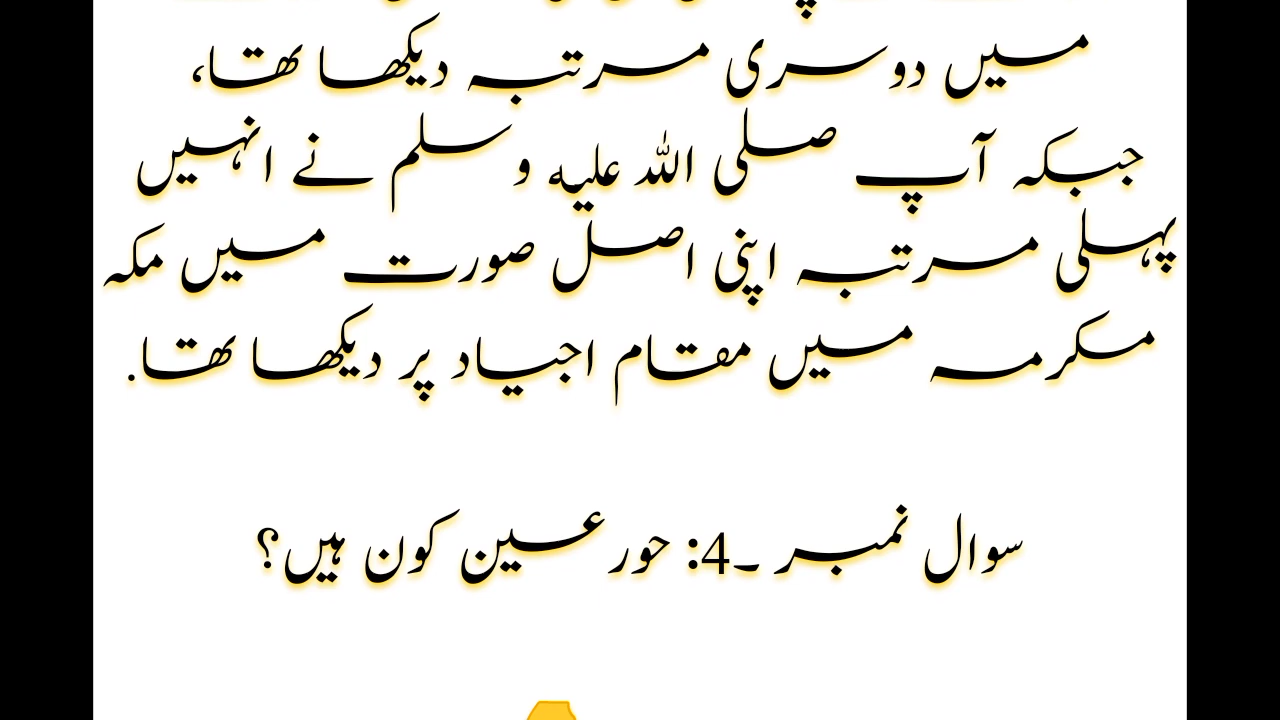 میں دوسری مرتبہ دیکھا تھا،
جبکہ آپ صلی اللہ علیہ وسلم نے انہیں
پہلی مرتبہ اپنی اصل صورت میں مکہ
مکرمہ میں مقام اجیاد پر دیکھا تھا.
سوال نمبر ۔4: حور عین کون ہیں؟